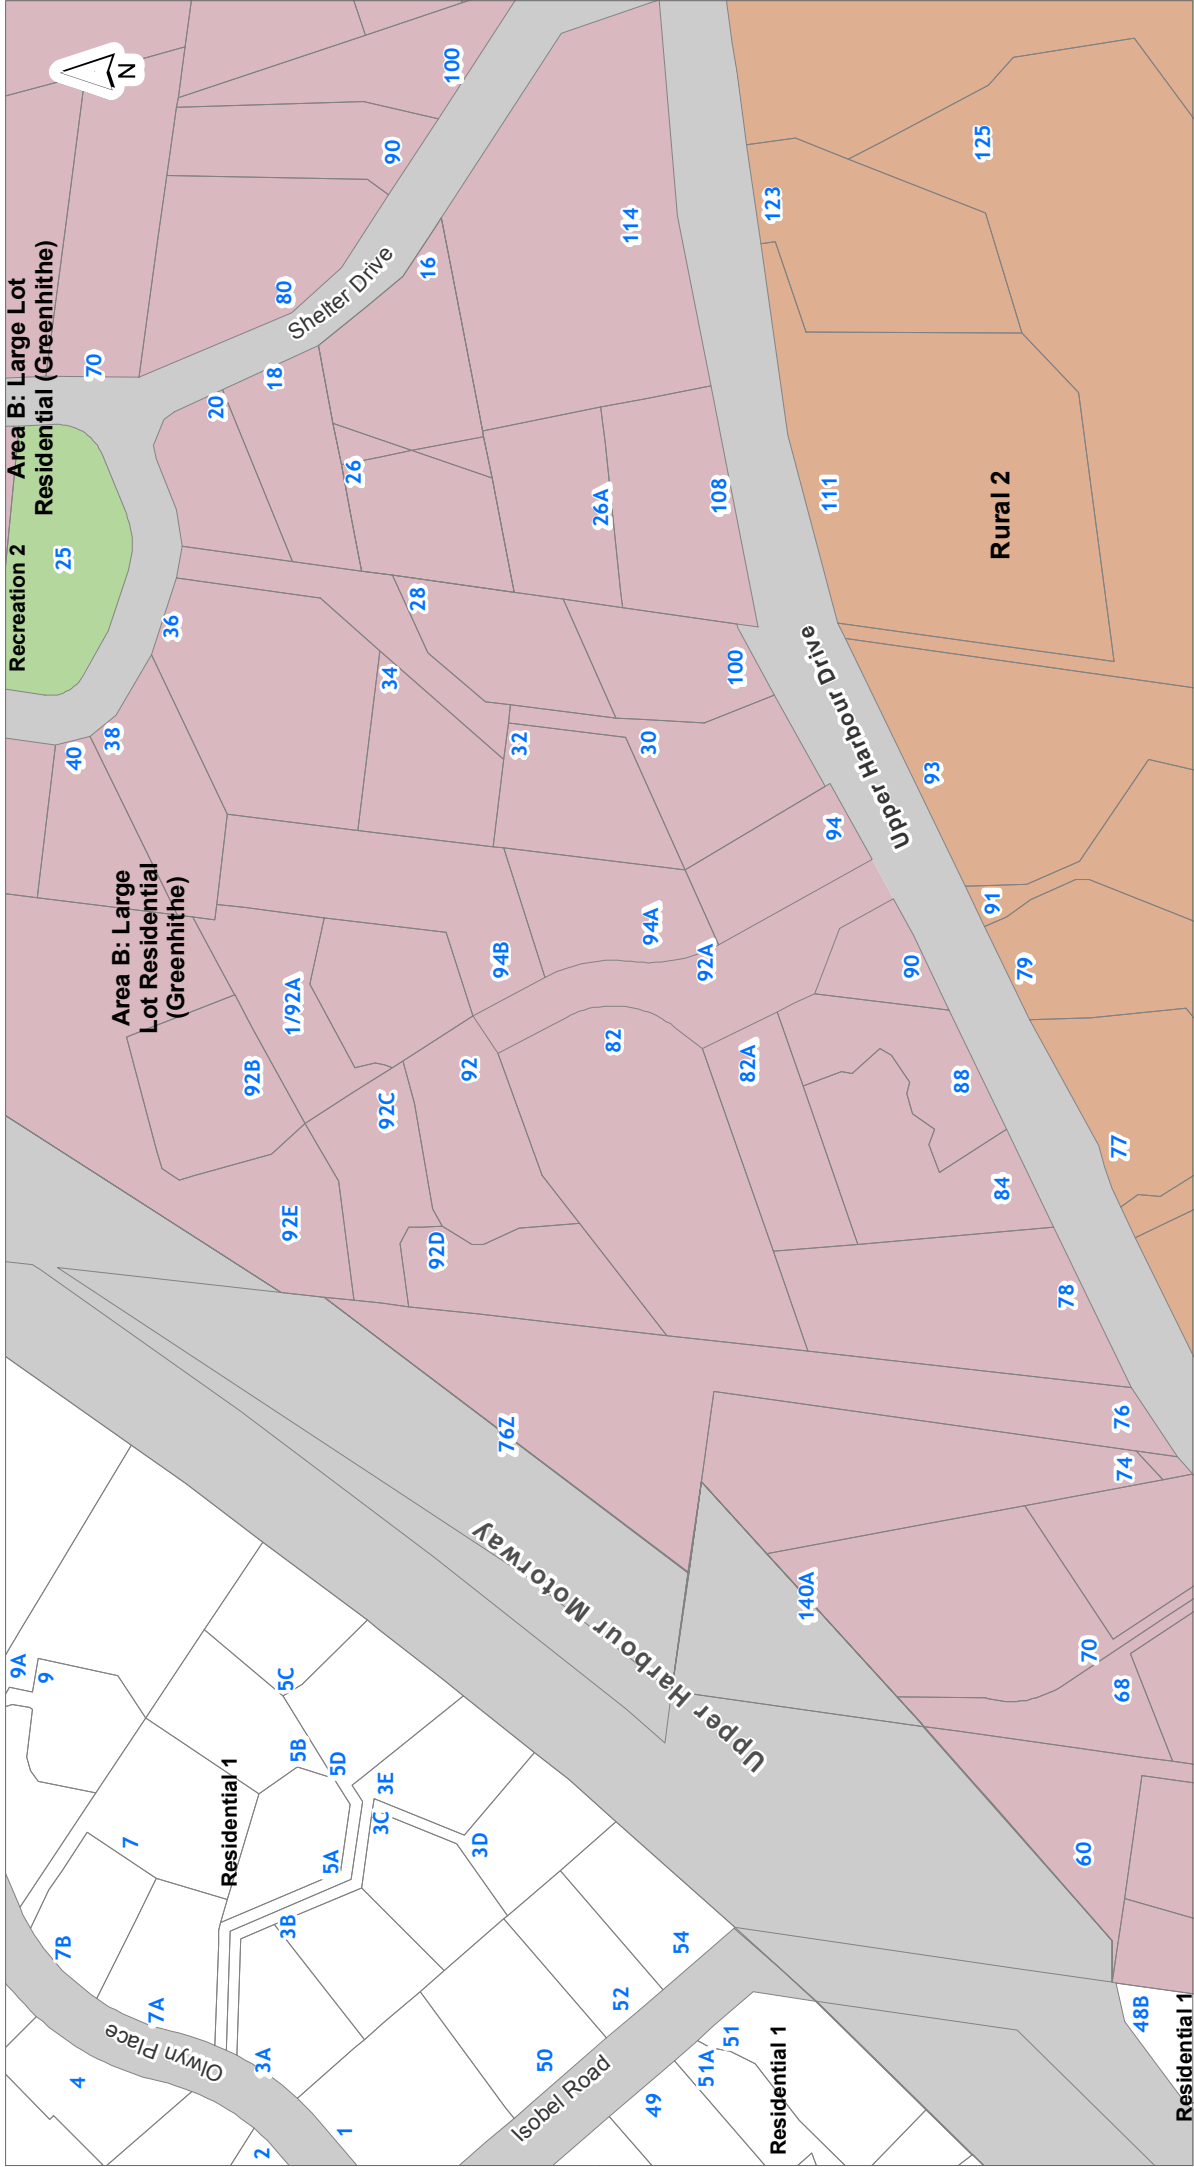 N
Area B: Large Lot
Residential (Greenhithe)
Recreation 2
25
70
80
90
100
Shelter Drive
16
18
20
26
26A
114
108
123
125
111
Rural 2
28
36
34
32
30
100
38
40
Area B: Large
Lot Residential
(Greenhithe)
Upper Harbour Drive
94
93
91
79
77
94A
94B
92A
1/92A
92B
92
92C
92E
92D
82
82A
90
88
84
78
76
74
76Z
140A
70
68
60
Upper Harbour Motorway
9A
9
5C
5B
5D
3E
3C
3D
5A
3B
7
Residential 1
7B
7A
Olwyn Place
3A
4
2
1
54
52
50
Isobel Road
51
51A
49
Residential 1
48B
Residential 1